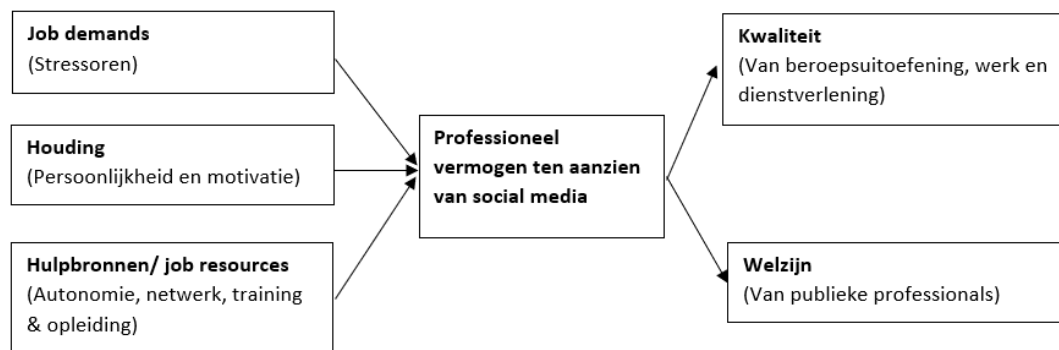 Job demands
(Stressoren)
Houding
(Persoonlijkheid en motivatie)
Hulpbronnen/ job resources
(Autonomie, netwerk, training
& opleiding)
Professioneel
vermogen ten aanzien
van social media
Kwaliteit
(Van beroepsuitoefening, werk en
dienstverlening)
Welzijn
(Van publieke professionals)